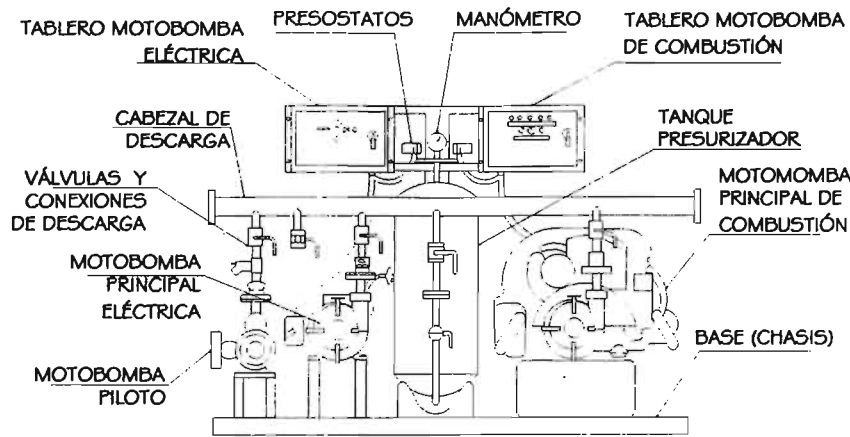 TABLERO MOTOBOMBA
ELÉCTRICA
PRESOSTATOS
MANÓMETRO
TABLERO MOTOBOMBA
DE COMBUSTIÓN
CABEZAL DE
DESCARGA
TANQUE
PRESURIZADOR
VÁLVULAS Y
CONEXIONES
DE DESCARGA
MOTOMOMBA
PRINCIPAL DE
COMBUSTIÓN
MOTOBOMBA
PRINCIPAL
ELÉCTRICA
BASE (CHASIS)
MOTOBOMBA
PILOTO